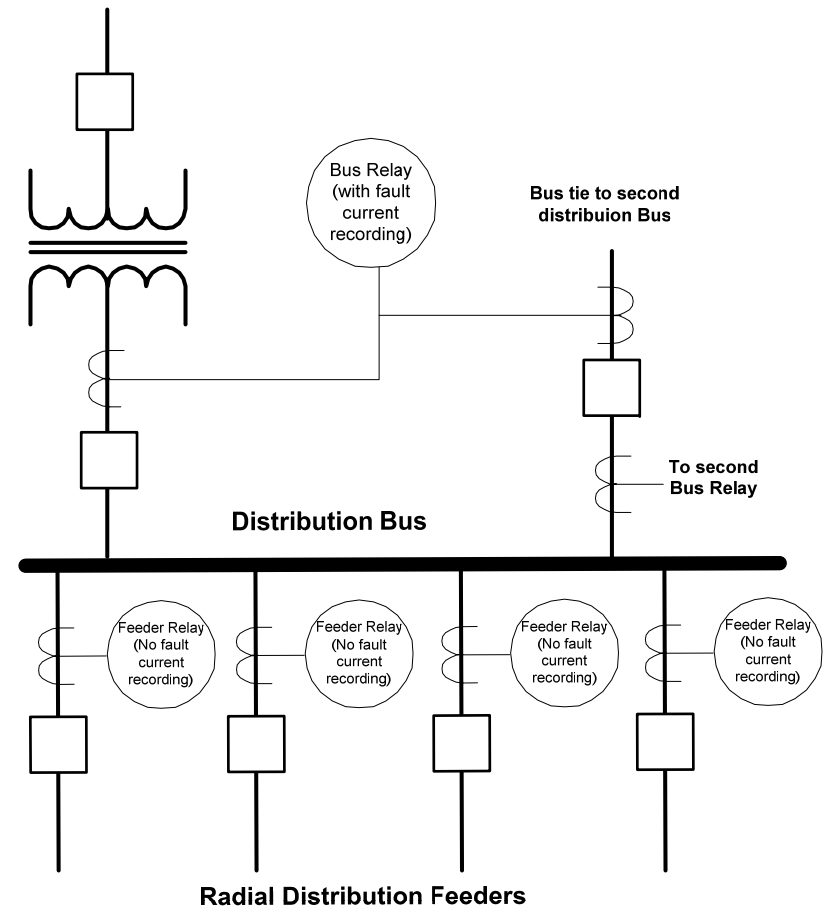 Bus Relay
(with fault
current
recording)
Bus tie to second
distribuion Bus
To second
Bus Relay
Distribution Bus
Feeder Relay
(No fault
current
recording)
Feeder Relay
(No fault
current
recording)
Feeder Relay
(No fault
current
recording)
Feeder Relay
(No fault
current
recording)
Radial Distribution Feeders